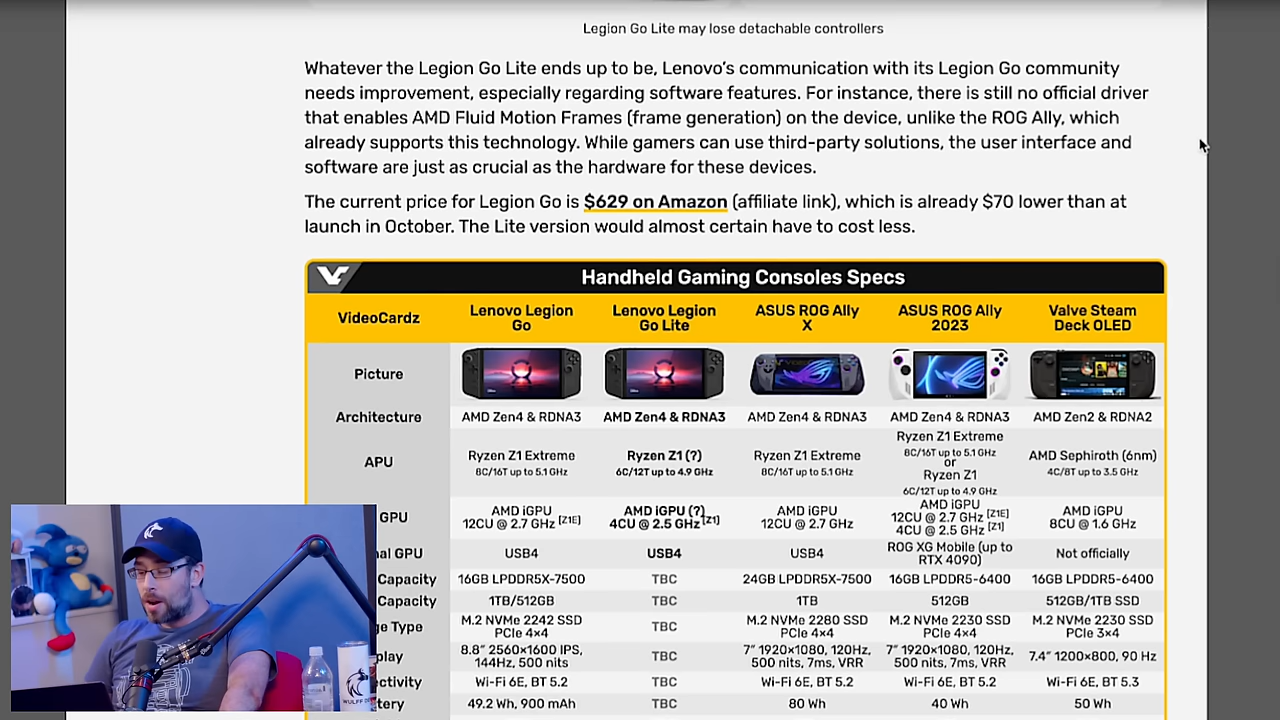 Legion Go Lite may lose detachable controllers
Whatever the Legion Go Lite ends up to be, Lenovo's communication with its Legion Go community
needs improvement, especially regarding software features. For instance, there is still no official driver
that enables AMD Fluid Motion Frames (frame generation) on the device, unlike the ROG Ally, which
already supports this technology. While gamers can use third-party solutions, the user interface and
software are just as crucial as the hardware for these devices.
The current price for Legion Go is $629 on Amazon (affiliate link), which is already $70 lower than at
launch in October. The Lite version would almost certain have to cost less.
Handheld Gaming Consoles Specs
VideoCardz
Lenovo Legion
Go
Lenovo Legion
Go Lite
ASUS ROG Ally
X
ASUS ROG Ally
2023
Valve Steam
Deck OLED
Picture
Architecture
AMD Zen4 & RDNA3
AMD Zen4 & RDNA3
AMD Zen4 & RDNA3
AMD Zen4 & RDNA3
AMD Zen2 & RDNA2
APU
Ryzen Z1 Extreme
8C/16T up to 5.1 GHz
Ryzen Z1 (?)
6C/12T up to 4.9 GHz
Ryzen Z1 Extreme
8C/16T up to 5.1 GHz
Ryzen Z1 Extreme
8C/16T up to 5.1 GHz
or
Ryzen Z1
6C/12T up to 4.9 GHz
AMD Sephiroth (6nm)
4C/8T up to 3.5 GHz
GPU
AMD iGPU
12CU @ 2.7 GHz [Z1E]
AMD iGPU (?)
4CU @ 2.5 GHz [Z1]
AMD iGPU
12CU @ 2.7 GHz
AMD iGPU
12CU @ 2.7 GHz [Z1E]
4CU @ 2.5 GHz [Z1]
AMD iGPU
8CU @ 1.6 GHz
nal GPU
USB4
USB4
USB4
ROG XG Mobile (up to
RTX 4090)
Not officially
Capacity
16GB LPDDR5X-7500
TBC
24GB LPDDR5X-7500
16GB LPDDR5-6400
16GB LPDDR5-6400
Capacity
1TB/512GB
TBC
1TB
512GB
512GB/1TB SSD
ge Type
M.2 NVMe 2242 SSD
PCIe 4x4
TBC
M.2 NVMe 2280 SSD
PCIe 4x4
M.2 NVMe 2230 SSD
PCIe 4x4
M.2 NVMe 2230 SSD
PCIe 3x4
play
8.8" 2560x1600 IPS,
144Hz, 500 nits
TBC
7" 1920x1080, 120Hz,
500 nits, 7ms, VRR
7" 1920x1080, 120Hz,
500 nits, 7ms, VRR
7.4" 1200x800, 90 Hz
ectivity
Wi-Fi 6E, BT 5.2
TBC
Wi-Fi 6E, BT 5.2
Wi-Fi 6E, BT 5.2
Wi-Fi 6E, BT 5.3
tery
49.2 Wh, 900 mAh
TBC
80 Wh
40 Wh
50 Wh